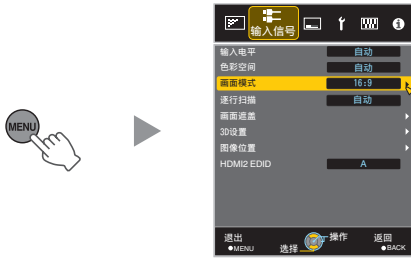 MENU
输入信号
输入电平 自动
色彩空间 自动
画面模式 16:9
逐行扫描 自动
画面遮盖
3D设置
图像位置
HDMI2 EDID A
退出 操作 返回
●MENU 选择 ●BACK